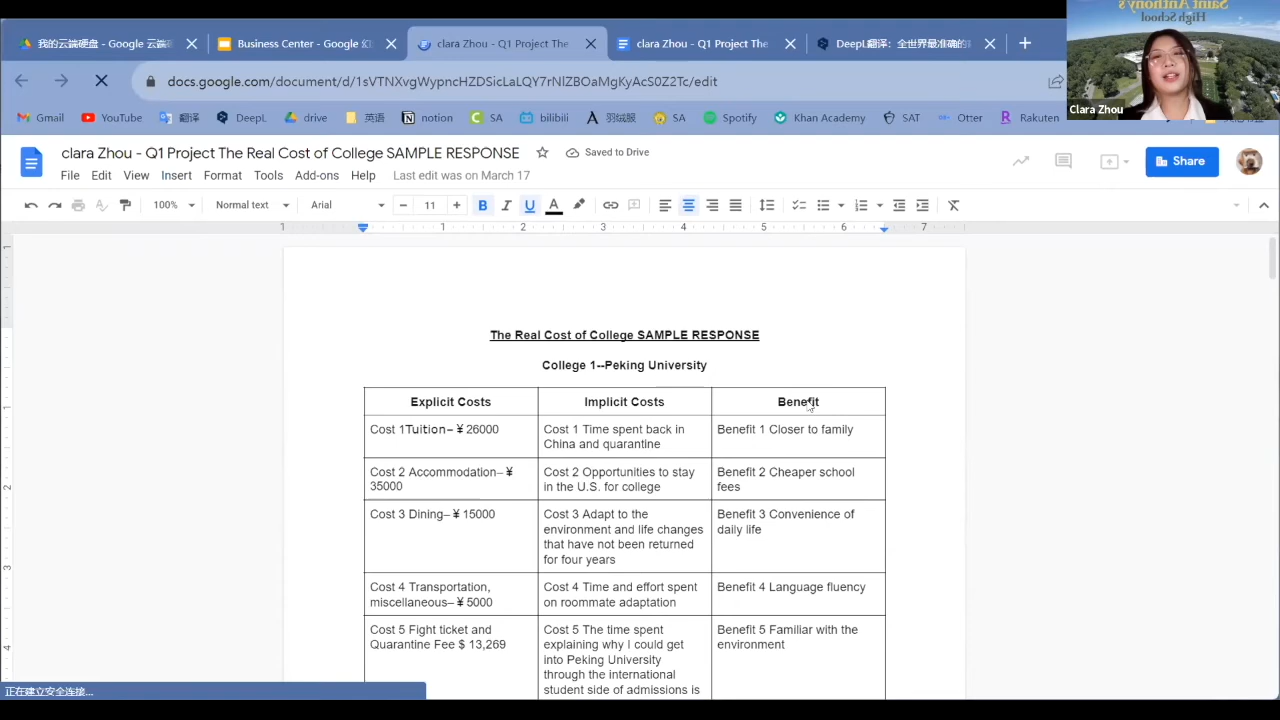 我的云端硬盘 - Google 云端
Business Center - Google 幻
clara Zhou - Q1 Project The
clara Zhou - Q1 Project The Re
DeepL翻译：全世界最准确的
Saint Anthony's
High School
docs.google.com/document/d/1sVTNXvgWypncHZDSicLaLQY7rNlZBOaMgKyAcS0Z2Tc/edit
Clara Zhou
Gmail
YouTube
翻译
DeepL
drive
英语
notion
SA
bilibili
羽绒服
SA
Spotify
Khan Academy
SAT
Otter
Rakuten
clara Zhou - Q1 Project The Real Cost of College SAMPLE RESPONSE
Saved to Drive
File Edit View Insert Format Tools Add-ons Help Last edit was on March 17
Share
100% Normal text Arial 11 B I U A
1 1 2 3 4 5 6 7
The Real Cost of College SAMPLE RESPONSE
College 1--Peking University
Explicit Costs
Implicit Costs
Benefit
Cost 1Tuition–￥26000
Cost 1 Time spent back in
China and quarantine
Benefit 1 Closer to family
Cost 2 Accommodation–￥
35000
Cost 2 Opportunities to stay
in the U.S. for college
Benefit 2 Cheaper school
fees
Cost 3 Dining–￥15000
Cost 3 Adapt to the
environment and life changes
that have not been returned
for four years
Benefit 3 Convenience of
daily life
Cost 4 Transportation,
miscellaneous–￥5000
Cost 4 Time and effort spent
on roommate adaptation
Benefit 4 Language fluency
Cost 5 Fight ticket and
Quarantine Fee $ 13,269
Cost 5 The time spent
explaining why I could get
into Peking University
through the international
student side of admissions is
Benefit 5 Familiar with the
environment
1
1
2
3
4
正在建立安全连接...